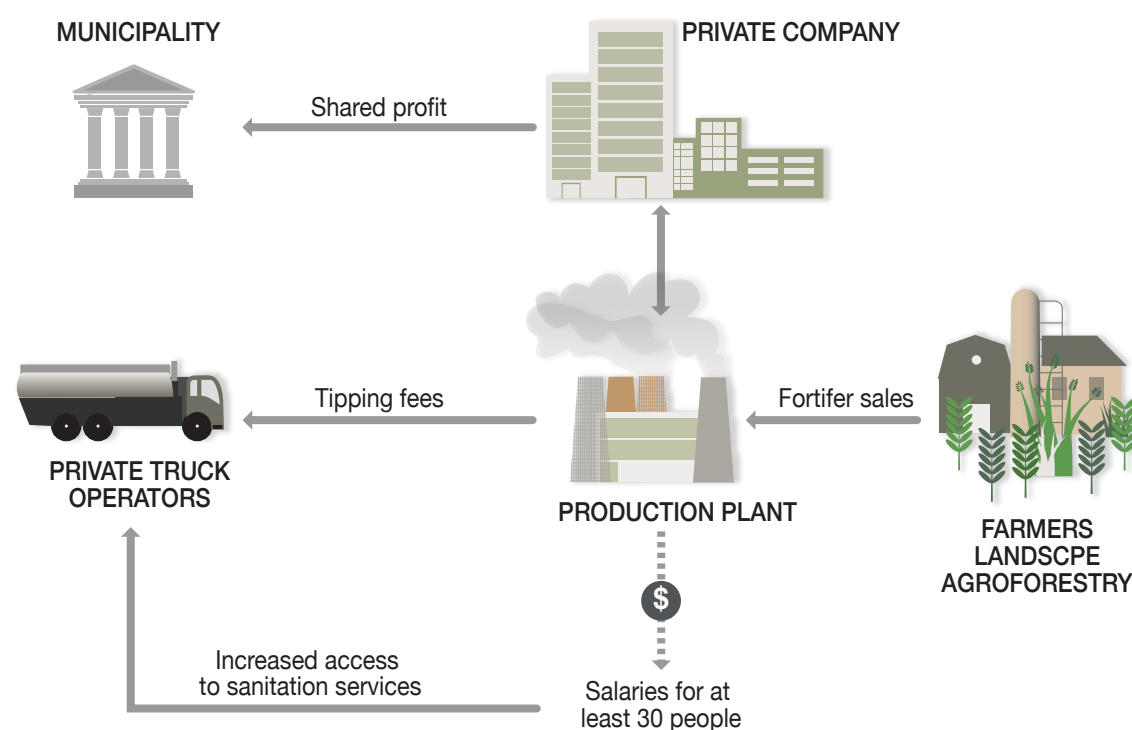 MUNICIPALITY
PRIVATE COMPANY
Shared profit
Tipping fees
Fortifer sales
PRIVATE TRUCK
OPERATORS
PRODUCTION PLANT
FARMERS
LANDSCPE
AGROFORESTRY
$
Increased access
to sanitation services
Salaries for at
least 30 people